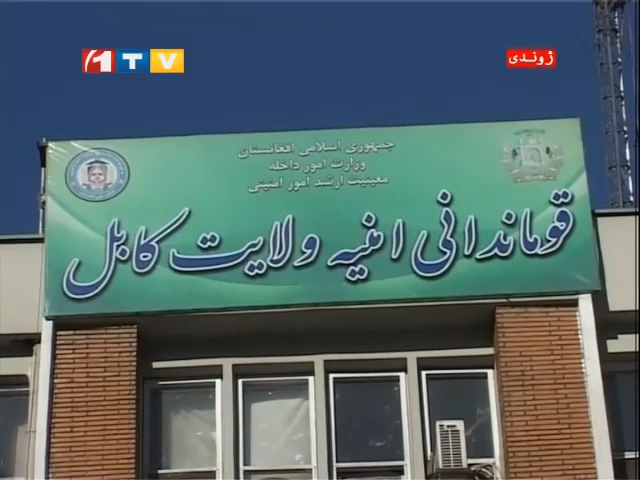 1TV
ژوندی
جمهوری اسلامی افغانستان
وزارت امور داخله
معینیت ارشد امور امنیتی
قوماندانی امنیه ولایت کابل